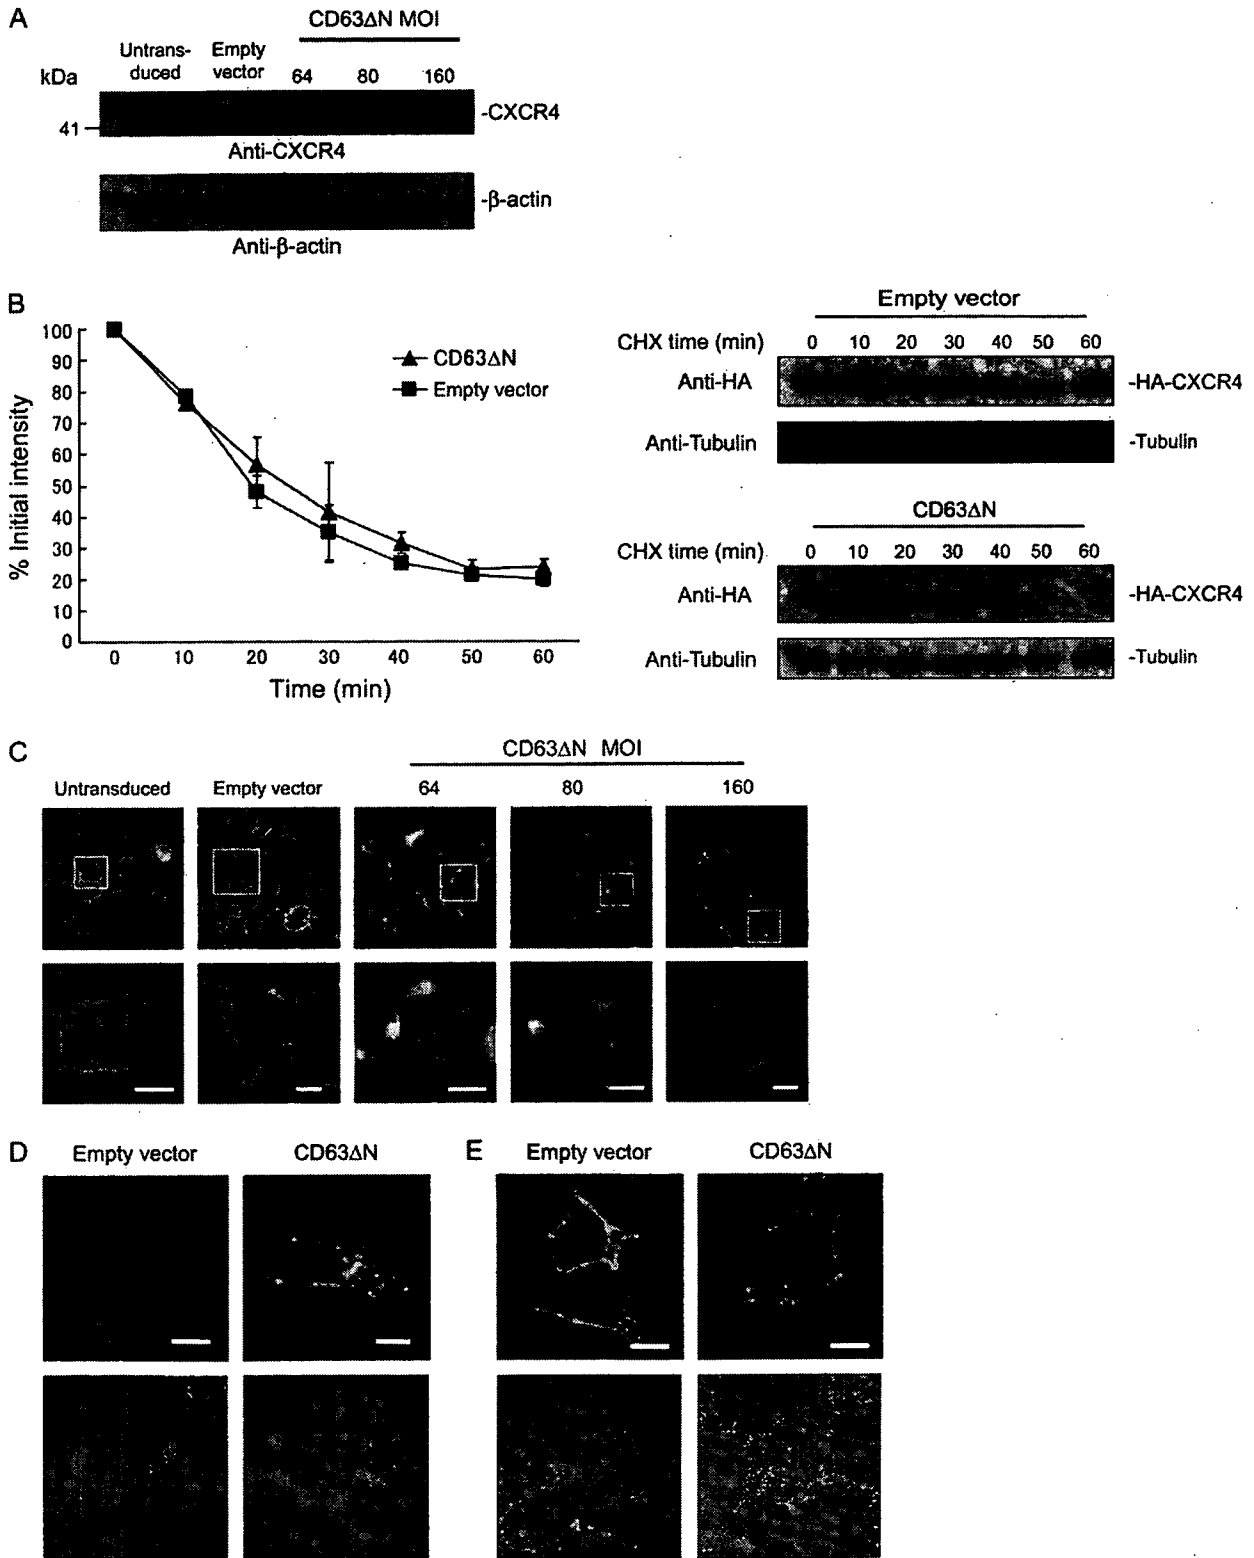 A
CD63ΔN MOI
Untrans-
duced
Empty
vector
64 80 160
kDa
41
-CXCR4
Anti-CXCR4
-β-actin
Anti-β-actin
B
% Initial intensity
100
90
80
70
60
50
40
30
20
10
0
0 10 20 30 40 50 60
Time (min)
CD63ΔN
Empty vector
Empty vector
CHX time (min) 0 10 20 30 40 50 60
Anti-HA -HA-CXCR4
Anti-Tubulin -Tubulin
CD63ΔN
CHX time (min) 0 10 20 30 40 50 60
Anti-HA -HA-CXCR4
Anti-Tubulin -Tubulin
C
CD63ΔN MOI
Untransduced Empty vector 64 80 160
D
Empty vector CD63ΔN
E
Empty vector CD63ΔN